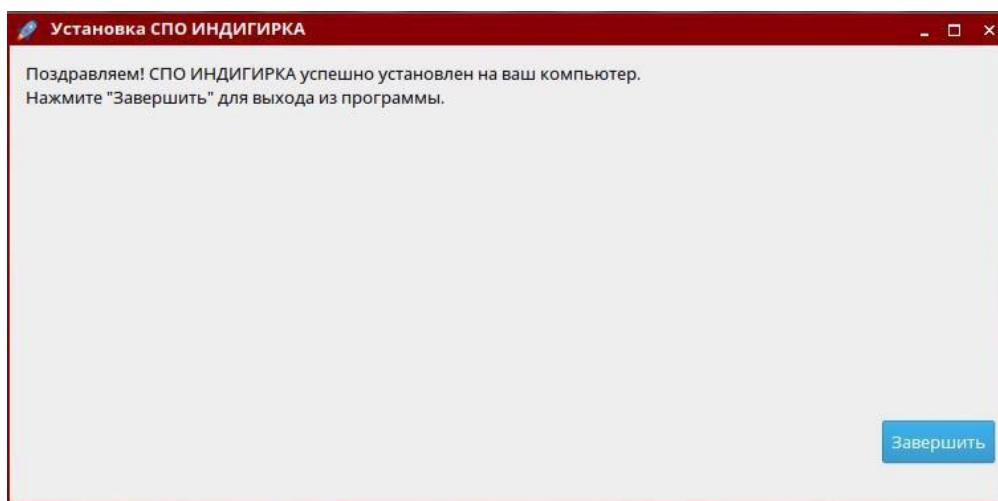 Установка СПО ИНДИГИРКА
Поздравляем! СПО ИНДИГИРКА успешно установлен на ваш компьютер.
Нажмите "Завершить" для выхода из программы.
Завершить